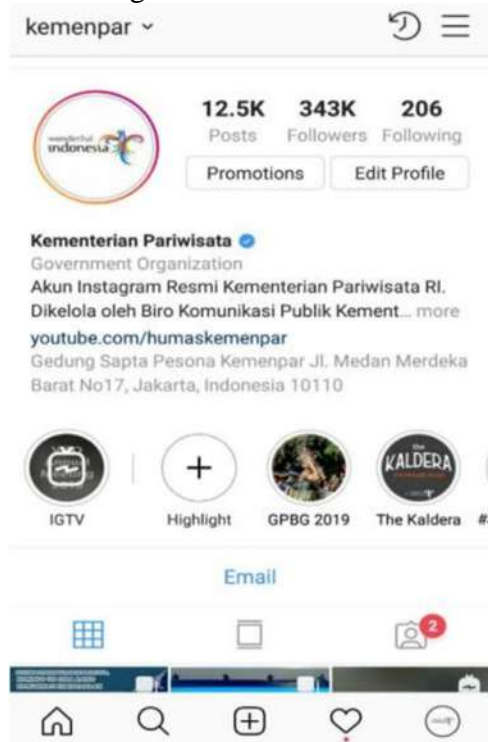 kemenpar
wonderful
indonesia
12.5K 343K 206
Posts Followers Following
Promotions Edit Profile
Kementerian Pariwisata
Government Organization
Akun Instagram Resmi Kementerian Pariwisata RI.
Dikelola oleh Biro Komunikasi Publik Kement... more
youtube.com/humaskemenpar
Gedung Sapta Pesona Kemenpar Jl. Medan Merdeka
Barat No17, Jakarta, Indonesia 10110
the
KALDERA
IGTV Highlight GPBG 2019 The Kaldera #
Email
2